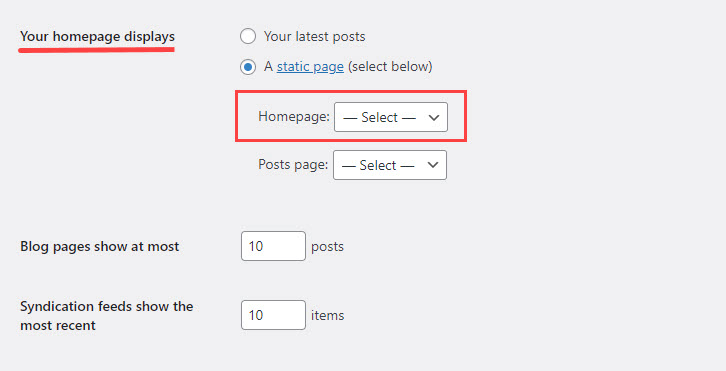 Your homepage displays
Your latest posts
A static page (select below)
Homepage: — Select —
Posts page: — Select —
Blog pages show at most 10 posts
Syndication feeds show the
most recent
10 items